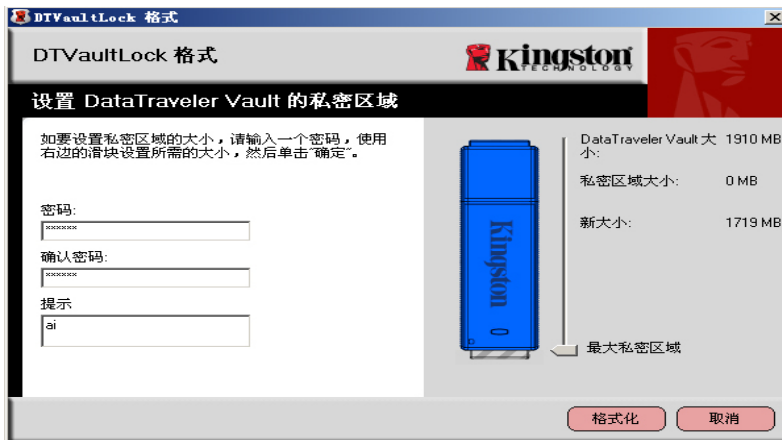 DTVaultLock 格式
DTVaultLock 格式
Kingston
TECHNOLOGY
设置 DataTraveler Vault 的私密区域
如要设置私密区域的大小，请输入一个密码，使用
右边的滑块设置所需的大小，然后单击“确定”。
密码:
******
确认密码:
******
提示
ai
Kingston
DataTraveler Vault 大 1910 MB
小:
私密区域大小: 0 MB
新大小: 1719 MB
最大私密区域
格式化 取消